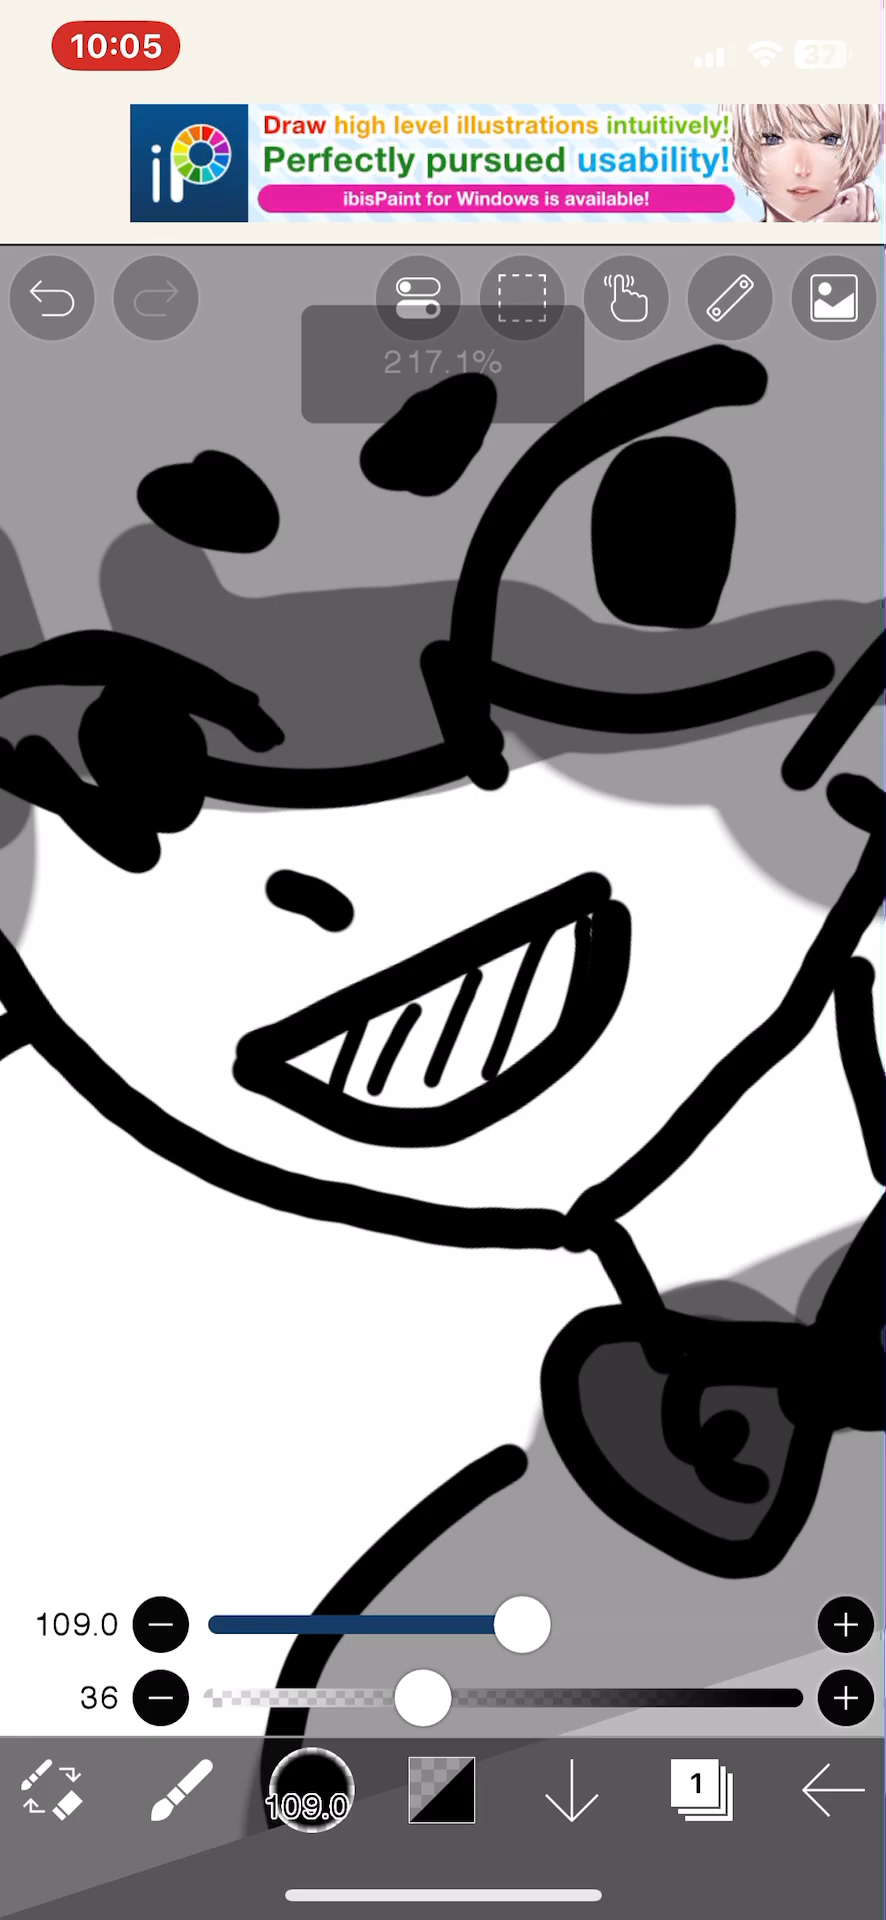 10:05
37
iP
Draw high level illustrations intuitively!
Perfectly pursued usability!
ibisPaint for Windows is available!
217.1%
109.0
36
109.0
1